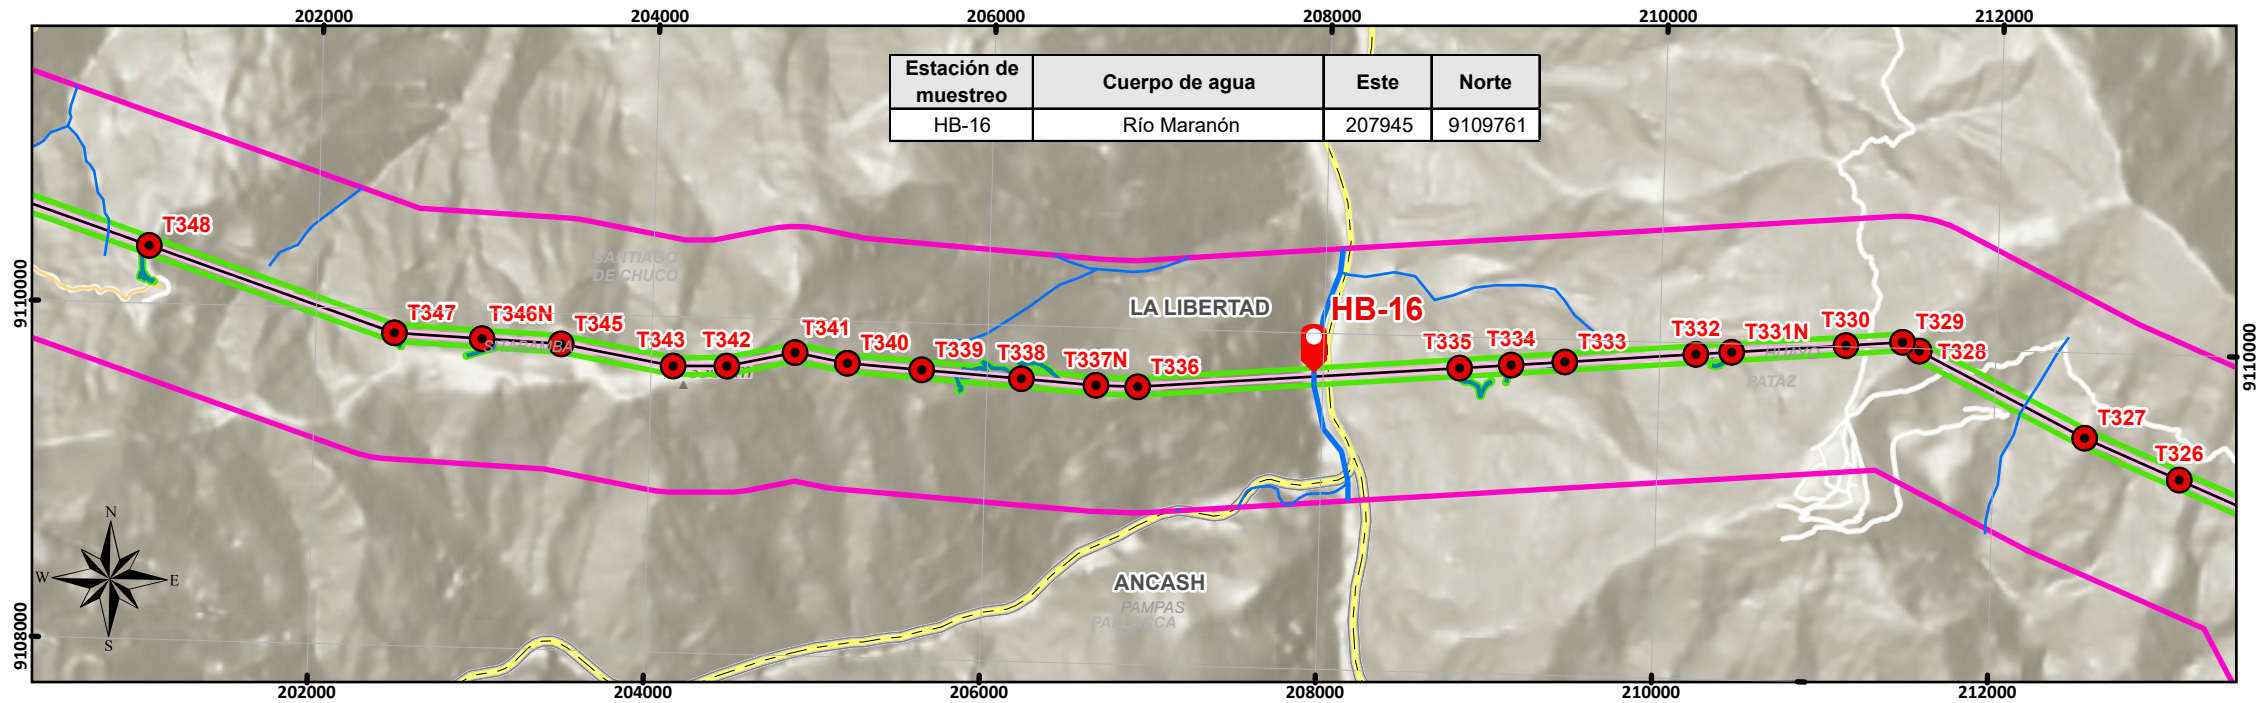 202000
204000
206000
208000
210000
212000
Estación de muestreo
Cuerpo de agua
Este
Norte
HB-16
Río Maranón
207945
9109761
T348
SANTIAGO
DE CHUCO
9110000
LA LIBERTAD
HB-16
T347
T346N
T345
T343
T342
T341
T340
T339
T338
T337N
T336
T335
T334
T333
T332
T331N
T330
T329
T328
9110000
SITABAMBA
HUAYO
PATAZ
T327
T326
N
W
E
S
ANCASH
PAMPAS
PALLASCA
9108000
202000
204000
206000
208000
210000
212000